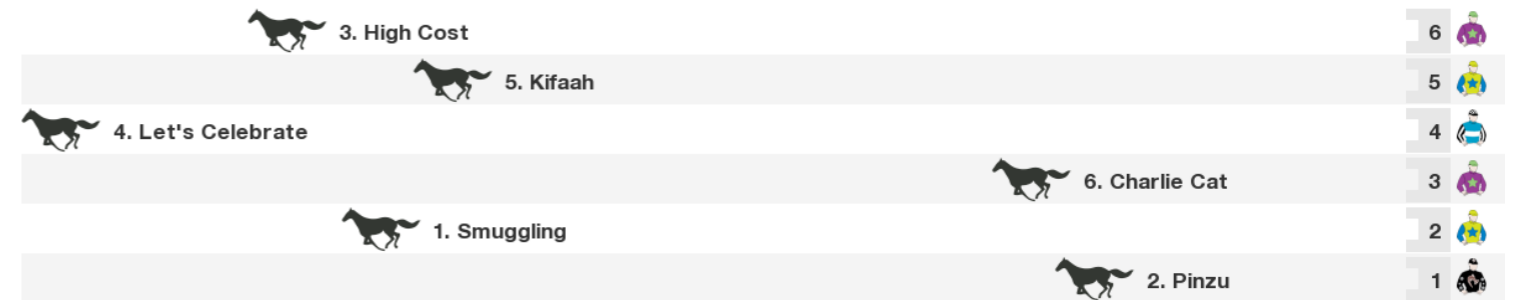 3. High Cost 6
5. Kifaah 5
4. Let's Celebrate 4
6. Charlie Cat 3
1. Smuggling 2
2. Pinzu 1